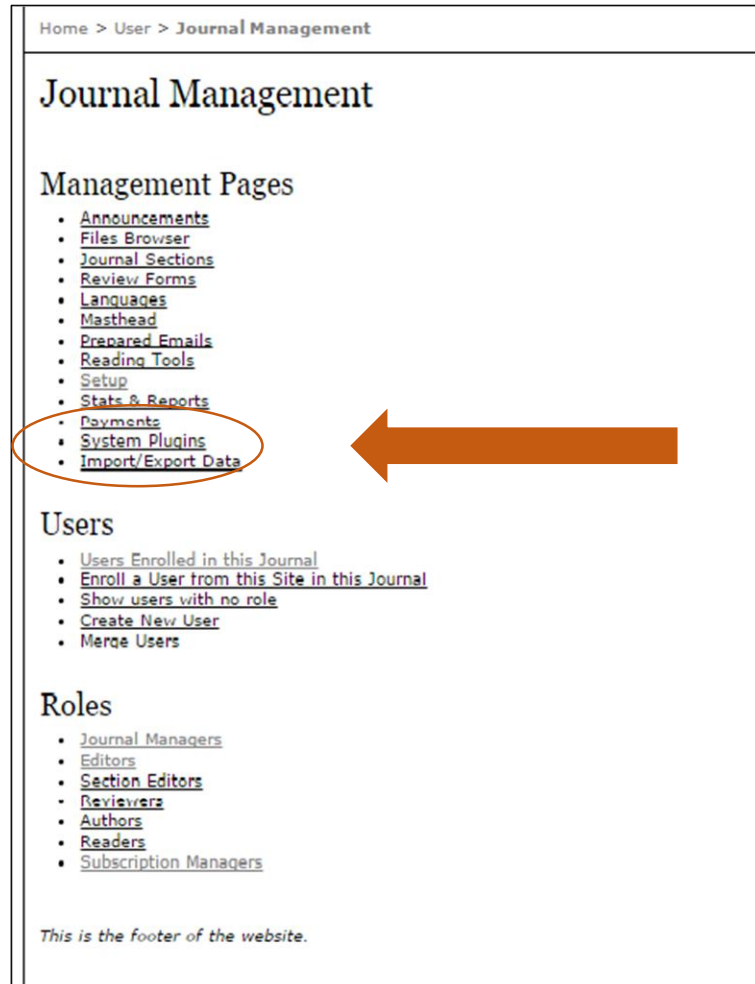 Home > User > Journal Management
Journal Management
Management Pages
Announcements
Files Browser
Journal Sections
Review Forms
Languages
Masthead
Prepared Emails
Reading Tools
Setup
Stats & Reports
Payments
System Plugins
Import/Export Data
Users
Users Enrolled in this Journal
Enroll a User from this Site in this Journal
Show users with no role
Create New User
Merge Users
Roles
Journal Managers
Editors
Section Editors
Reviewers
Authors
Readers
Subscription Managers
This is the footer of the website.